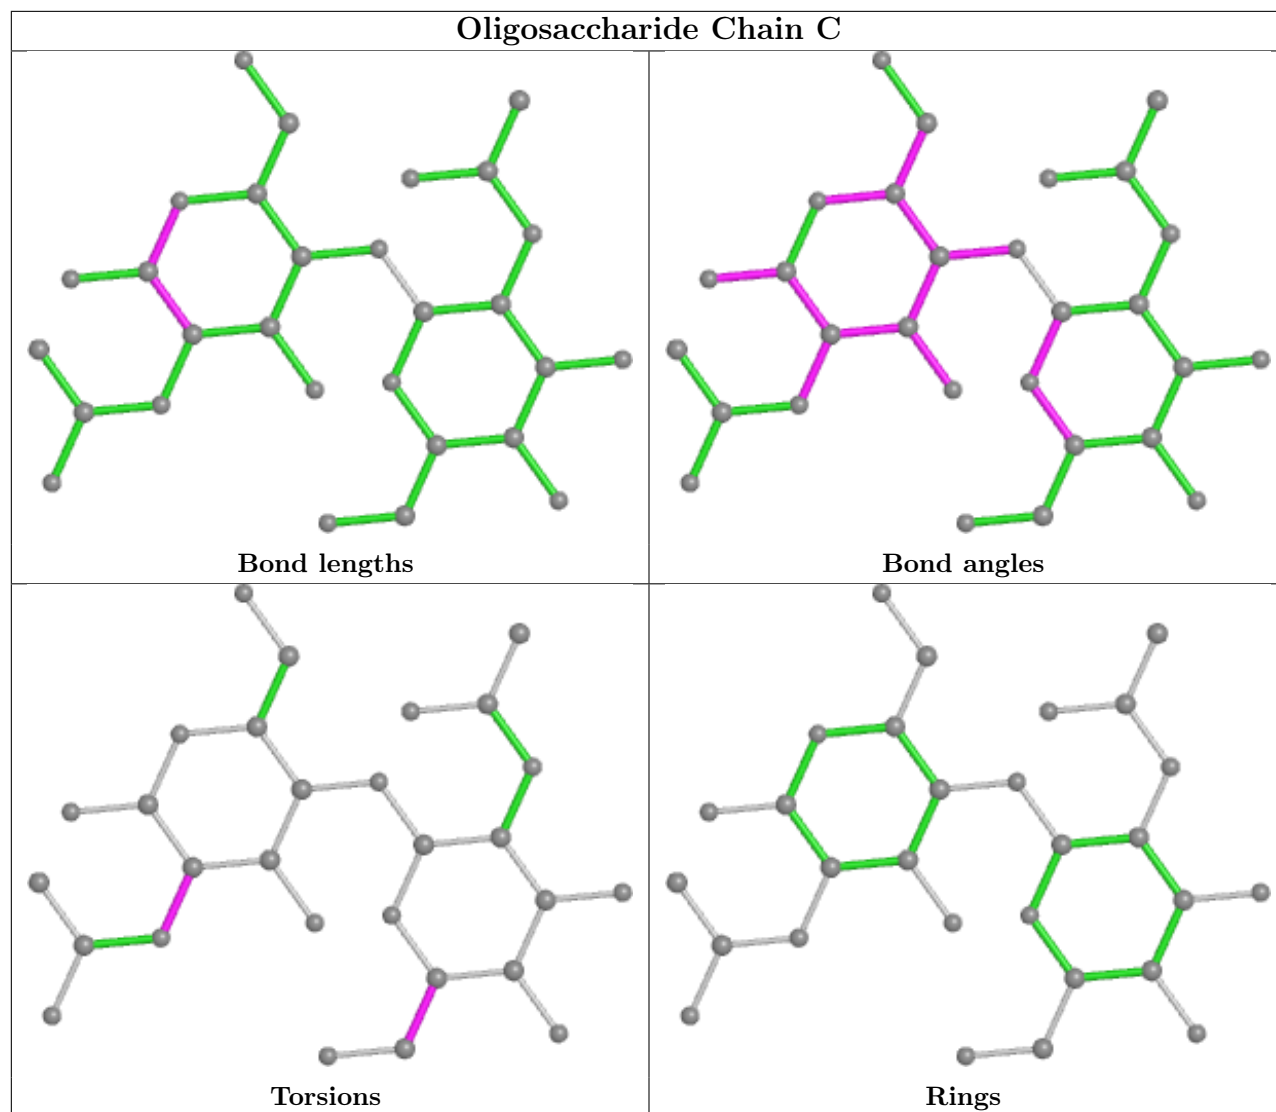 Oligosaccharide Chain C
Bond lengths
Bond angles
Torsions
Rings